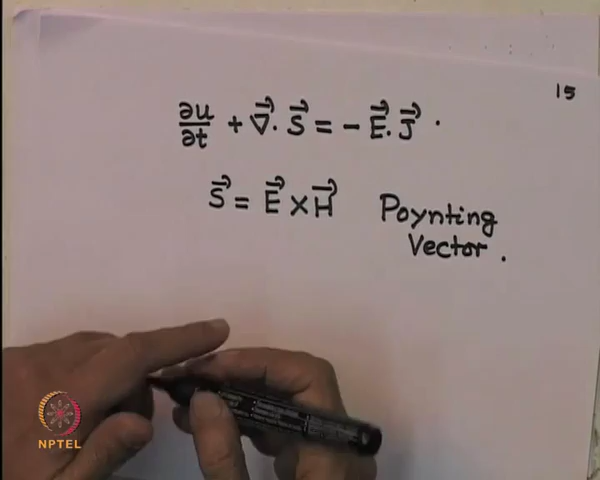 15
∂u/∂t + ∇⃗ · S⃗ = - E⃗ · J⃗ .
S⃗ = E⃗ × H⃗ Poynting
Vector .
NPTEL